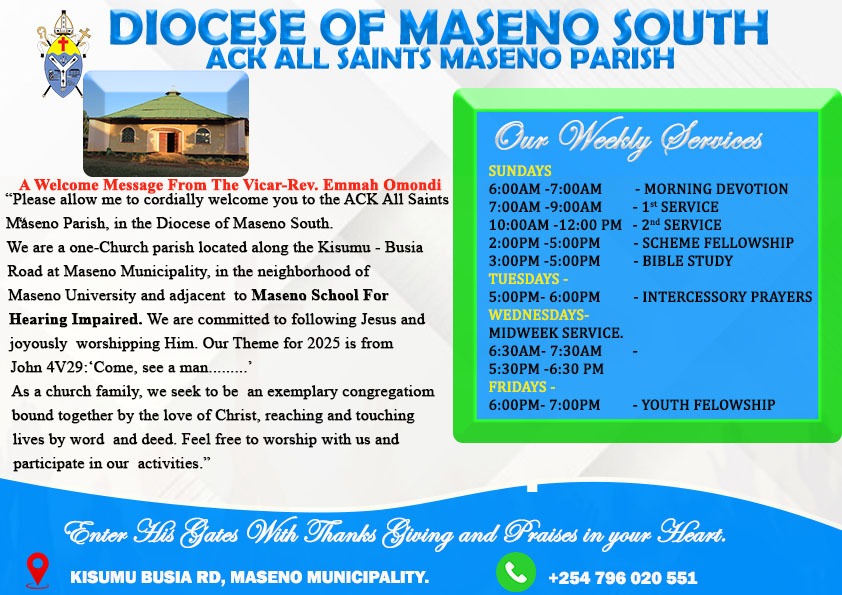 DIOCESE OF MASENO SOUTH
ACK ALL SAINTS MASENO PARISH
A Welcome Message From The Vicar-Rev. Emmah Omondi
“Please allow me to cordially welcome you to the ACK All Saints
Maseno Parish, in the Diocese of Maseno South.
We are a one-Church parish located along the Kisumu - Busia
Road at Maseno Municipality, in the neighborhood of
Maseno University and adjacent to Maseno School For
Hearing Impaired. We are committed to following Jesus and
joyously worshipping Him. Our Theme for 2025 is from
John 4V29:‘Come, see a man.........’
As a church family, we seek to be an exemplary congregatiom
bound together by the love of Christ, reaching and touching
lives by word and deed. Feel free to worship with us and
participate in our activities.”
Our Weekly Services
SUNDAYS
6:00AM -7:00AM - MORNING DEVOTION
7:00AM -9:00AM - 1st SERVICE
10:00AM -12:00 PM - 2nd SERVICE
2:00PM -5:00PM - SCHEME FELLOWSHIP
3:00PM -5:00PM - BIBLE STUDY
TUESDAYS -
5:00PM- 6:00PM - INTERCESSORY PRAYERS
WEDNESDAYS-
MIDWEEK SERVICE.
6:30AM- 7:30AM -
5:30PM -6:30 PM
FRIDAYS -
6:00PM- 7:00PM - YOUTH FELOWSHIP
Enter His Gates With Thanks Giving and Praises in your Heart.
KISUMU BUSIA RD, MASENO MUNICIPALITY.
+254 796 020 551